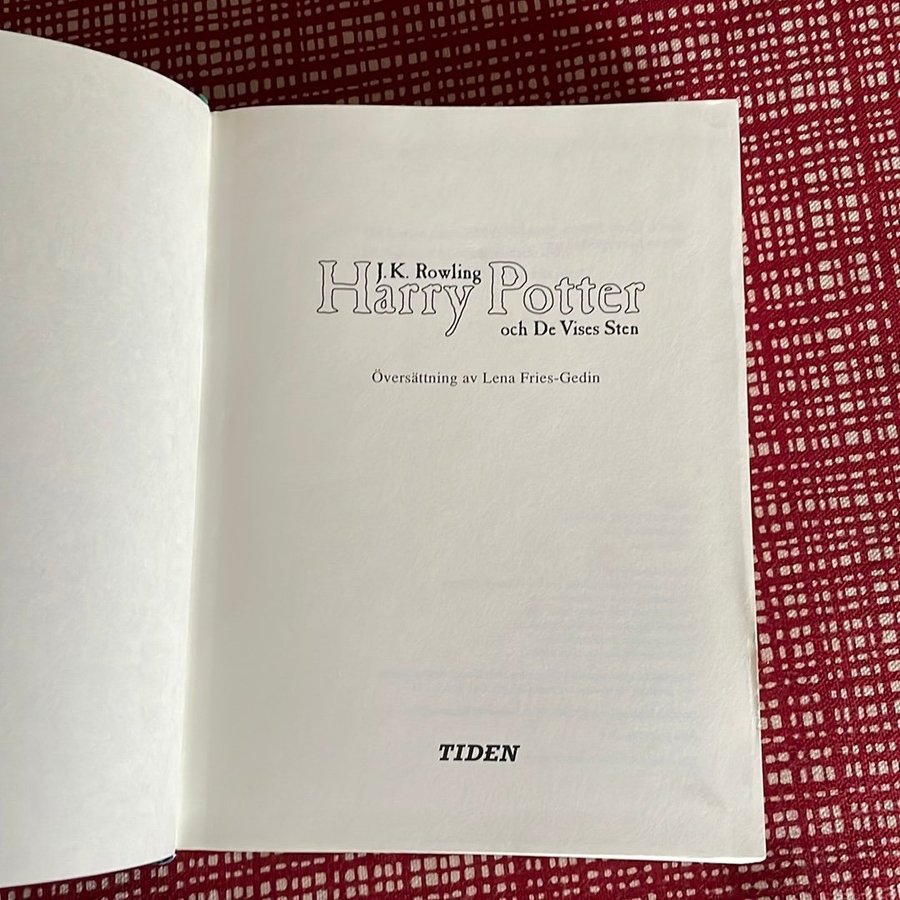 J.K. Rowling
Harry Potter
och De Vises Sten
Översättning av Lena Fries-Gedin
TIDEN